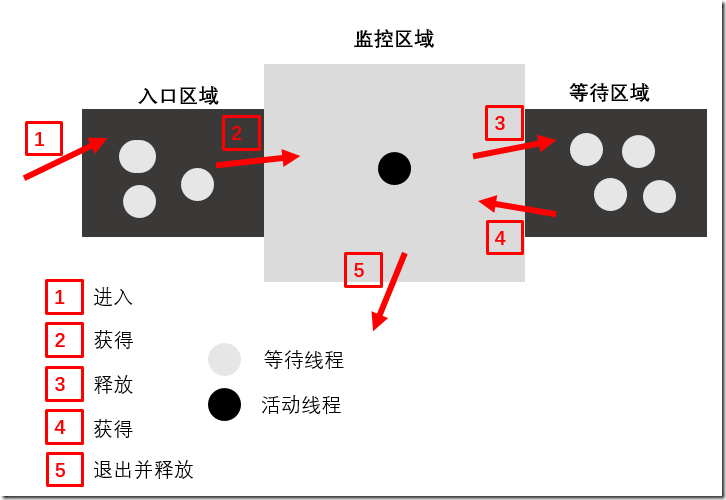 监控区域
入口区域
等待区域
1
2
3
4
5
1 进入
2 获得
3 释放
4 获得
5 退出并释放
等待线程
活动线程